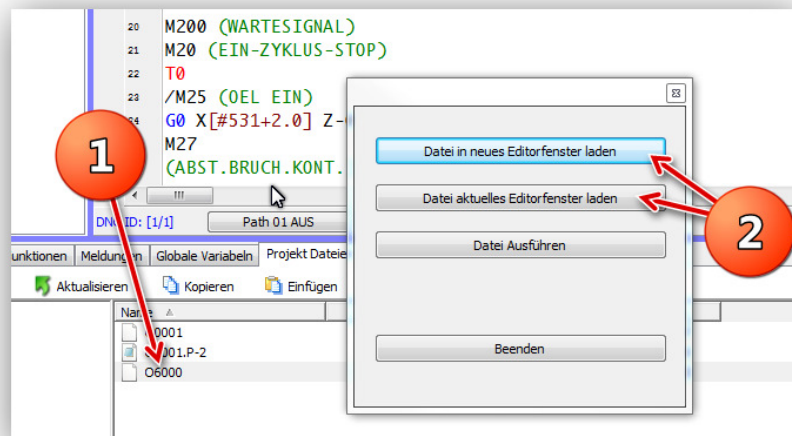 20 M200 (WARTESIGNAL)
21 M20 (EIN-ZYKLUS-STOP)
22 T0
23 /M25 (OEL EIN)
G0 X[#531+2.0] Z-
M27
(ABST.BRUCH.KONT.
1
Datei in neues Editorfenster laden
Datei aktuelles Editorfenster laden
Datei Ausführen
Beenden
2
ID: [1/1] Path 01 AUS
Meldungen Globale Variabeln Projekt Dateie
Aktualisieren Kopieren Einfügen
Name
O6000